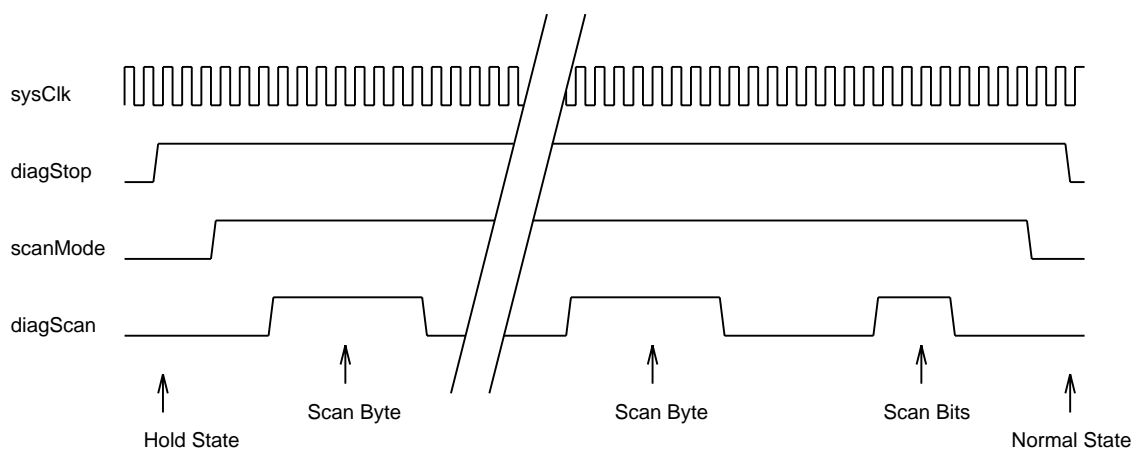 sysClk
diagStop
scanMode
diagScan
Scan Byte
Scan Byte
Scan Bits
Hold State
Normal State